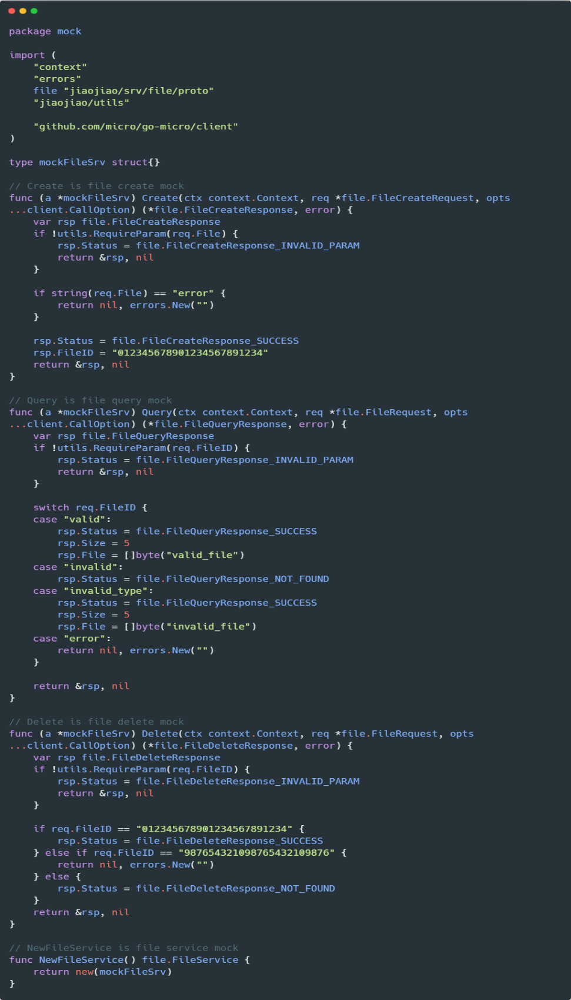 package mock

import (
    "context"
    "errors"
    file "jiaojiao/srv/file/proto"
    "jiaojiao/utils"

    "github.com/micro/go-micro/client"
)

type mockFileSrv struct{}

// Create is file create mock
func (a *mockFileSrv) Create(ctx context.Context, req *file.FileCreateRequest, opts
...client.CallOption) (*file.FileCreateResponse, error) {
    var rsp file.FileCreateResponse
    if !utils.RequireParam(req.File) {
        rsp.Status = file.FileCreateResponse_INVALID_PARAM
        return &rsp, nil
    }

    if string(req.File) == "error" {
        return nil, errors.New("")
    }

    rsp.Status = file.FileCreateResponse_SUCCESS
    rsp.FileID = "012345678901234567891234"
    return &rsp, nil
}

// Query is file query mock
func (a *mockFileSrv) Query(ctx context.Context, req *file.FileRequest, opts
...client.CallOption) (*file.FileQueryResponse, error) {
    var rsp file.FileQueryResponse
    if !utils.RequireParam(req.FileID) {
        rsp.Status = file.FileQueryResponse_INVALID_PARAM
        return &rsp, nil
    }

    switch req.FileID {
    case "valid":
        rsp.Status = file.FileQueryResponse_SUCCESS
        rsp.Size = 5
        rsp.File = []byte("valid_file")
    case "invalid":
        rsp.Status = file.FileQueryResponse_NOT_FOUND
    case "invalid_type":
        rsp.Status = file.FileQueryResponse_SUCCESS
        rsp.Size = 5
        rsp.File = []byte("invalid_file")
    case "error":
        return nil, errors.New("")
    }

    return &rsp, nil
}

// Delete is file delete mock
func (a *mockFileSrv) Delete(ctx context.Context, req *file.FileRequest, opts
...client.CallOption) (*file.FileDeleteResponse, error) {
    var rsp file.FileDeleteResponse
    if !utils.RequireParam(req.FileID) {
        rsp.Status = file.FileDeleteResponse_INVALID_PARAM
        return &rsp, nil
    }

    if req.FileID == "012345678901234567891234" {
        rsp.Status = file.FileDeleteResponse_SUCCESS
    } else if req.FileID == "987654321098765432109876" {
        return nil, errors.New("")
    } else {
        rsp.Status = file.FileDeleteResponse_NOT_FOUND
    }
    return &rsp, nil
}

// NewFileService is file service mock
func NewFileService() file.FileService {
    return new(mockFileSrv)
}